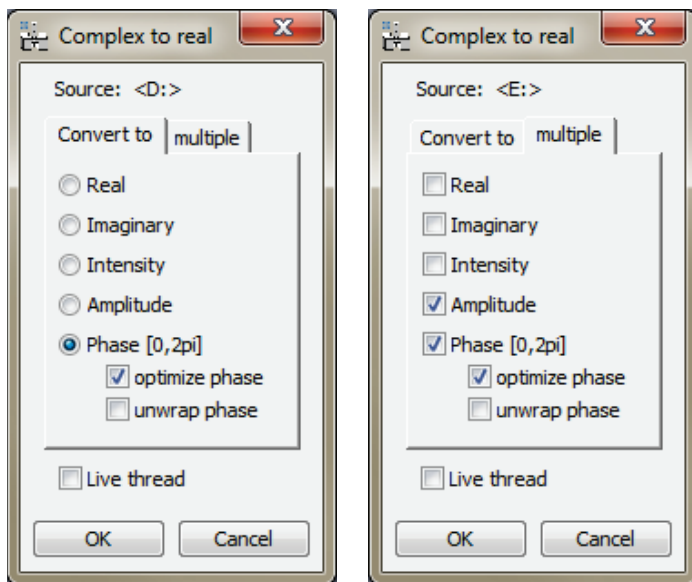 Complex to real
Source: <D:>
Convert to multiple
Real
Imaginary
Intensity
Amplitude
Phase [0,2pi]
optimize phase
unwrap phase
Live thread
OK Cancel
Complex to real
Source: <E:>
Convert to multiple
Real
Imaginary
Intensity
Amplitude
Phase [0,2pi]
optimize phase
unwrap phase
Live thread
OK Cancel